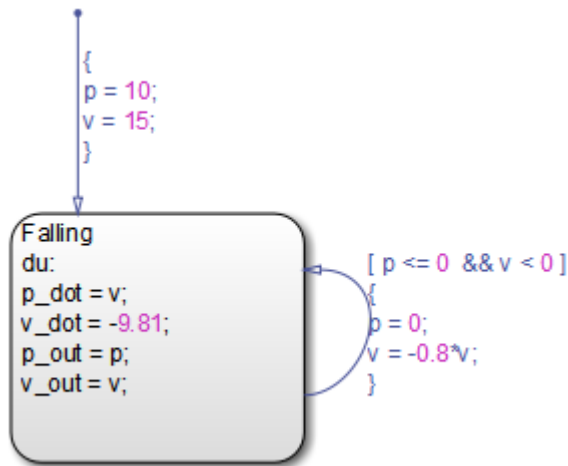 {
p = 10;
v = 15;
}
Falling
du:
p_dot = v;
v_dot = -9.81;
p_out = p;
v_out = v;
[ p <= 0 && v < 0 ]
{
p = 0;
v = -0.8*v;
}